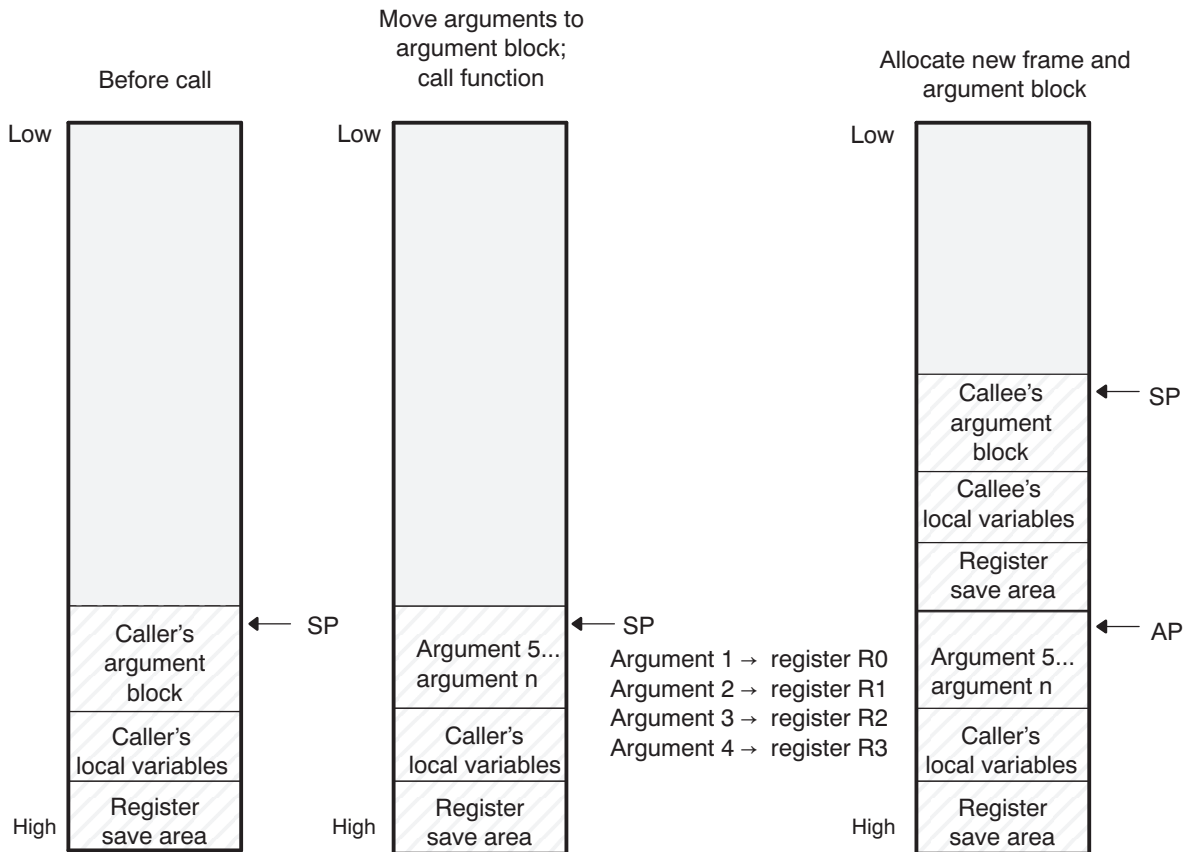 Before call
Low
SP
Caller's
argument
block
Caller's
local variables
Register
save area
High
Move arguments to
argument block;
call function
Low
SP
Argument 5...
argument n
Argument 1 → register R0
Argument 2 → register R1
Argument 3 → register R2
Argument 4 → register R3
Caller's
local variables
Register
save area
High
Allocate new frame and
argument block
Low
Callee's
argument
block
SP
Callee's
local variables
Register
save area
AP
Argument 5...
argument n
Caller's
local variables
Register
save area
High